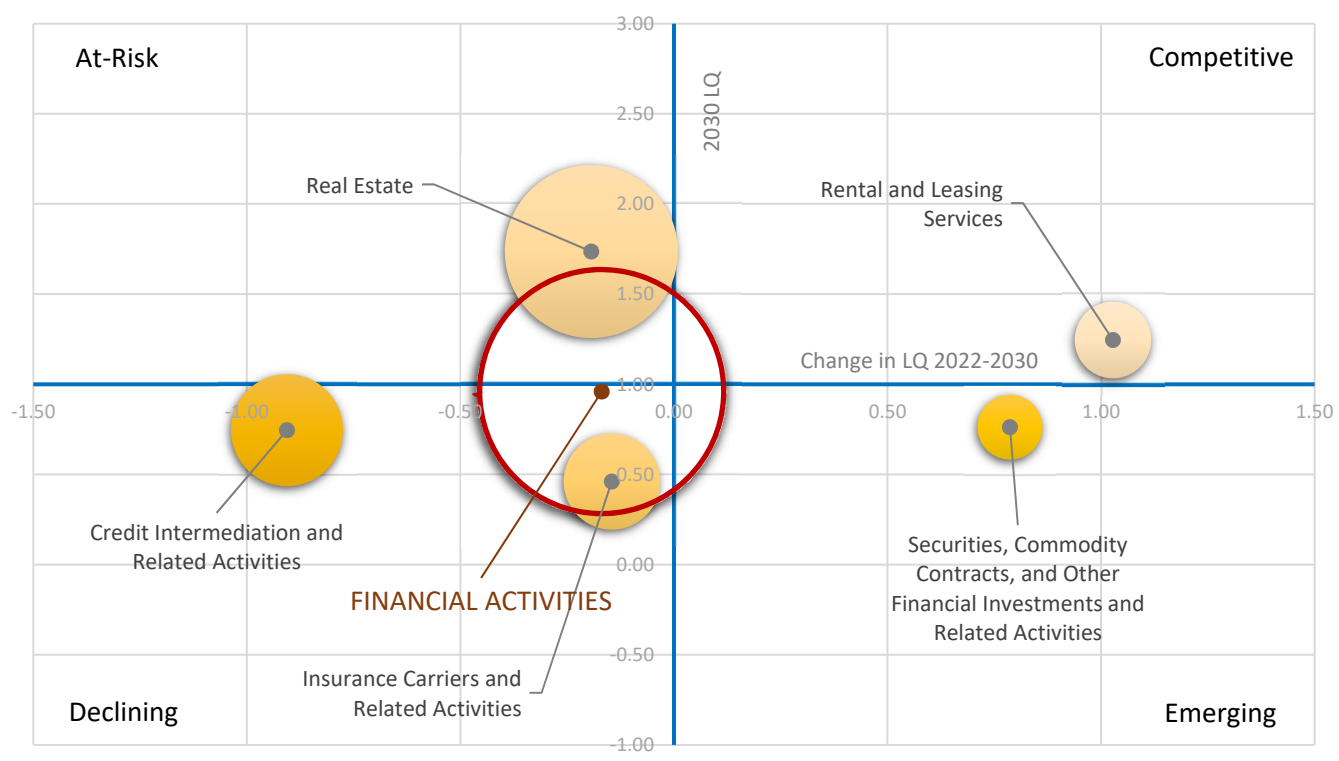 3.00
At-Risk
Competitive
2030 LQ
2.50
Real Estate
2.00
Rental and Leasing
Services
1.50
Change in LQ 2022-2030
1.00
-1.50
-1.00
-0.50
0.00
0.50
1.00
1.50
0.50
Credit Intermediation and
Related Activities
0.00
Securities, Commodity
Contracts, and Other
Financial Investments and
Related Activities
FINANCIAL ACTIVITIES
-0.50
Insurance Carriers and
Related Activities
Declining
Emerging
-1.00